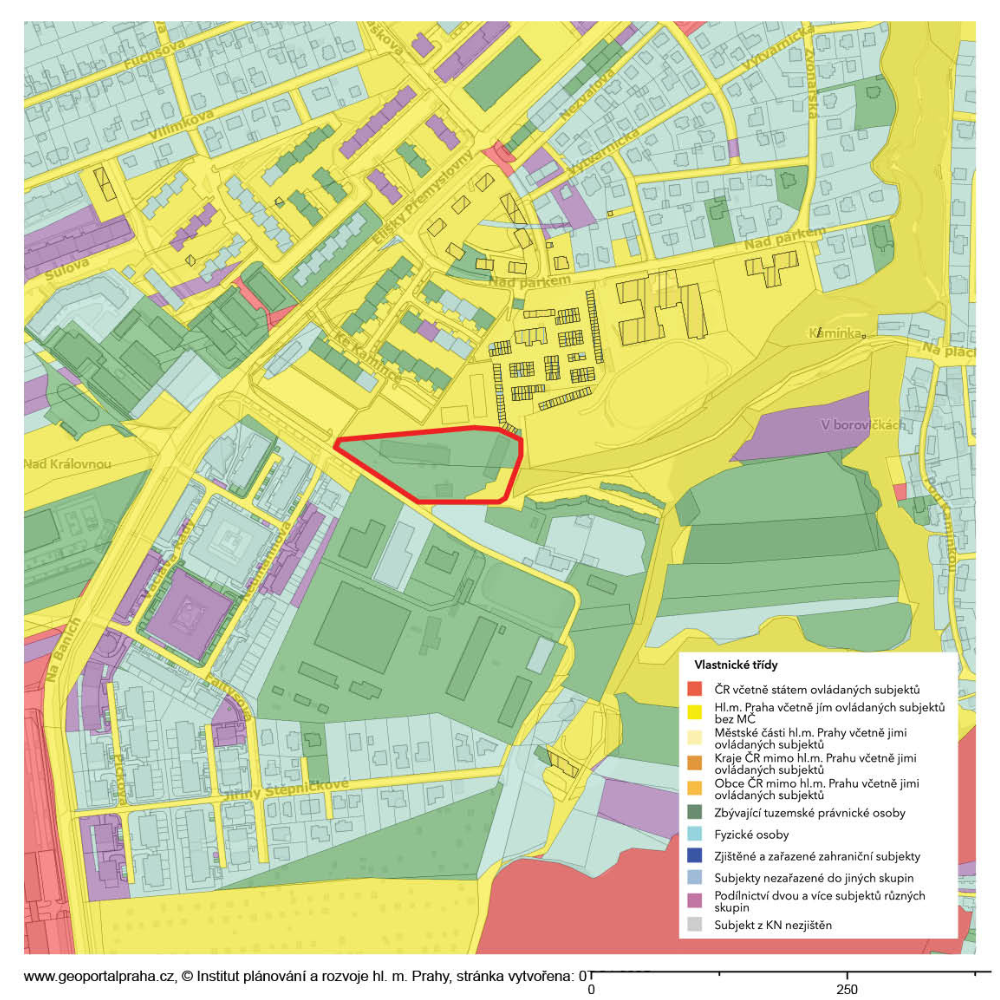 Fuchsova
Vilímkova
Nezvalova
Výtvarnická
Zvonařská
Výtvarnická
Elišky Přemyslovny
Šůlova
Nad parkem
Nad parkem
Ke Kamínce
Kamínka
V borovičkách
Nad Královnou
Neumannova
Na Baních
Faltysova
Jiřiny Štěpničkové
Vlastnické třídy
ČR včetně státem ovládaných subjektů
Hl.m. Praha včetně jím ovládaných subjektů
bez MČ
Městské části hl.m. Prahy včetně jimi
ovládaných subjektů
Kraje ČR mimo hl.m. Prahu včetně jimi
ovládaných subjektů
Obce ČR mimo hl.m. Prahu včetně jimi
ovládaných subjektů
Zbývající tuzemské právnické osoby
Fyzické osoby
Zjištěné a zařazené zahraniční subjekty
Subjekty nezařazené do jiných skupin
Podílnictví dvou a více subjektů různých
skupin
Subjekt z KN nezjištěn
www.geoportalpraha.cz, © Institut plánování a rozvoje hl. m. Prahy, stránka vytvořena:
0
250